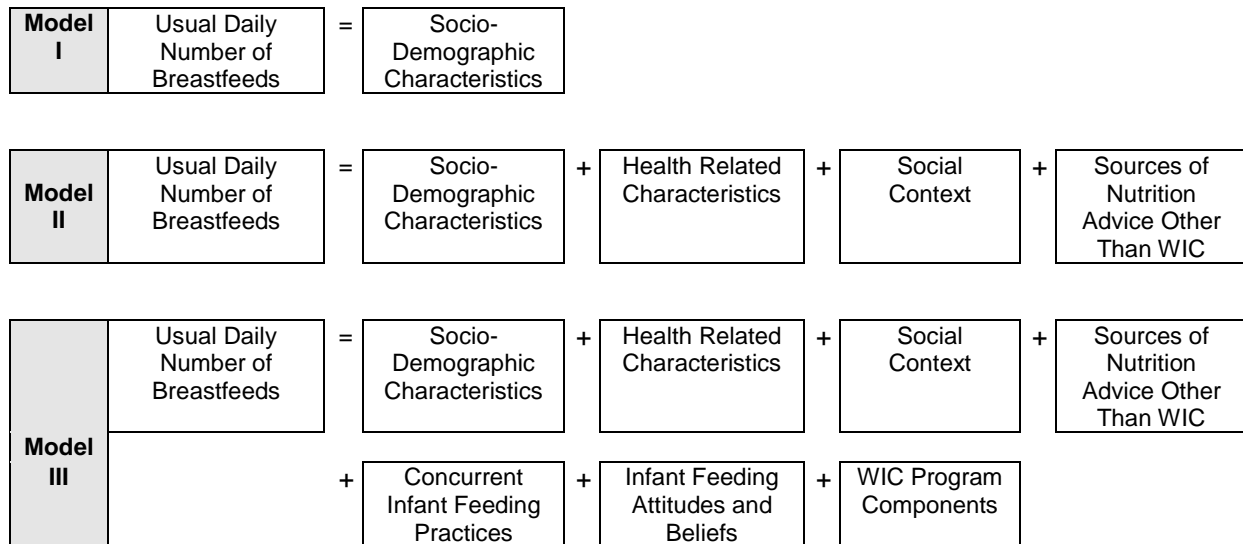 Model I
Usual Daily Number of Breastfeeds
=
Socio-Demographic Characteristics
Model II
Usual Daily Number of Breastfeeds
=
Socio-Demographic Characteristics
+
Health Related Characteristics
+
Social Context
+
Sources of Nutrition Advice Other Than WIC
Model III
Usual Daily Number of Breastfeeds
=
Socio-Demographic Characteristics
+
Health Related Characteristics
+
Social Context
+
Sources of Nutrition Advice Other Than WIC
+
Concurrent Infant Feeding Practices
+
Infant Feeding Attitudes and Beliefs
+
WIC Program Components